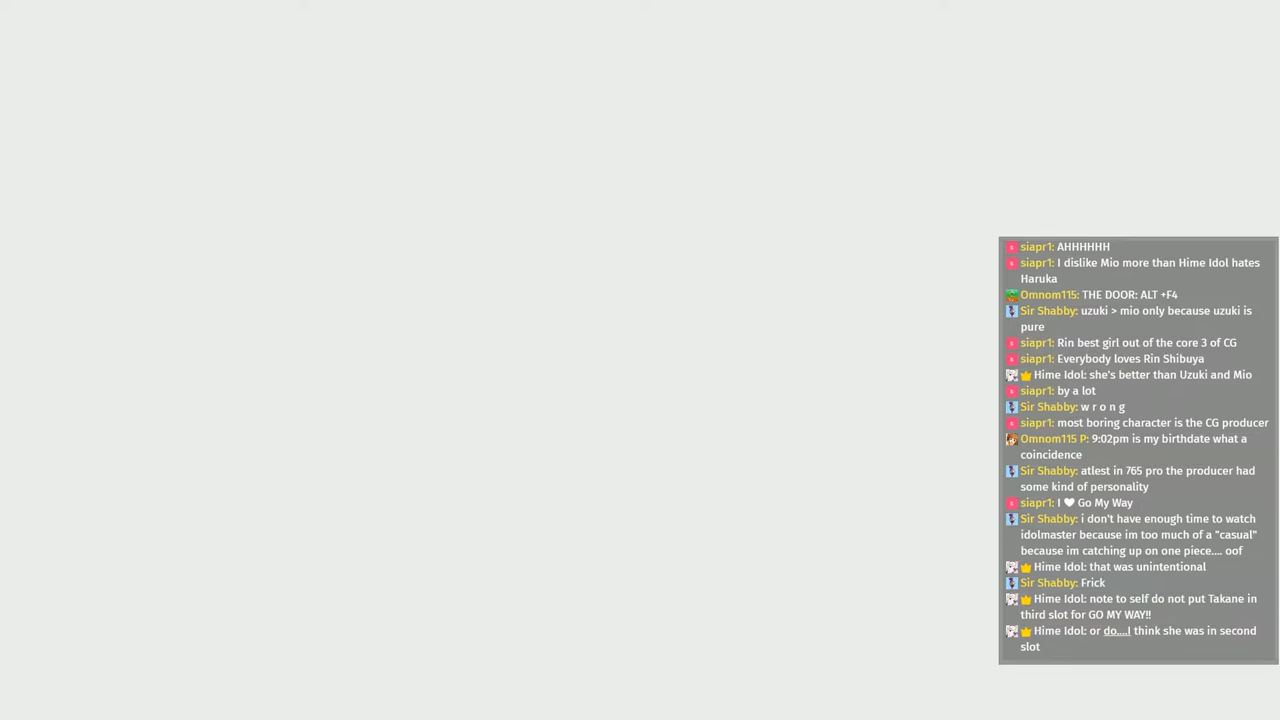 siapr1: AHHHHHH
siapr1: I dislike Mio more than Hime Idol hates
Haruka
Omnom115: THE DOOR: ALT +F4
Sir Shabby: uzuki > mio only because uzuki is
pure
siapr1: Rin best girl out of the core 3 of CG
siapr1: Everybody loves Rin Shibuya
Hime Idol: she's better than Uzuki and Mio
siapr1: by a lot
Sir Shabby: w r o n g
siapr1: most boring character is the CG producer
Omnom115 P: 9:02pm is my birthdate what a
coincidence
Sir Shabby: atlest in 765 pro the producer had
some kind of personality
siapr1: I ♥ Go My Way
Sir Shabby: i don't have enough time to watch
idolmaster because im too much of a "casual"
because im catching up on one piece.... oof
Hime Idol: that was unintentional
Sir Shabby: Frick
Hime Idol: note to self do not put Takane in
third slot for GO MY WAY!!
Hime Idol: or do....I think she was in second
slot